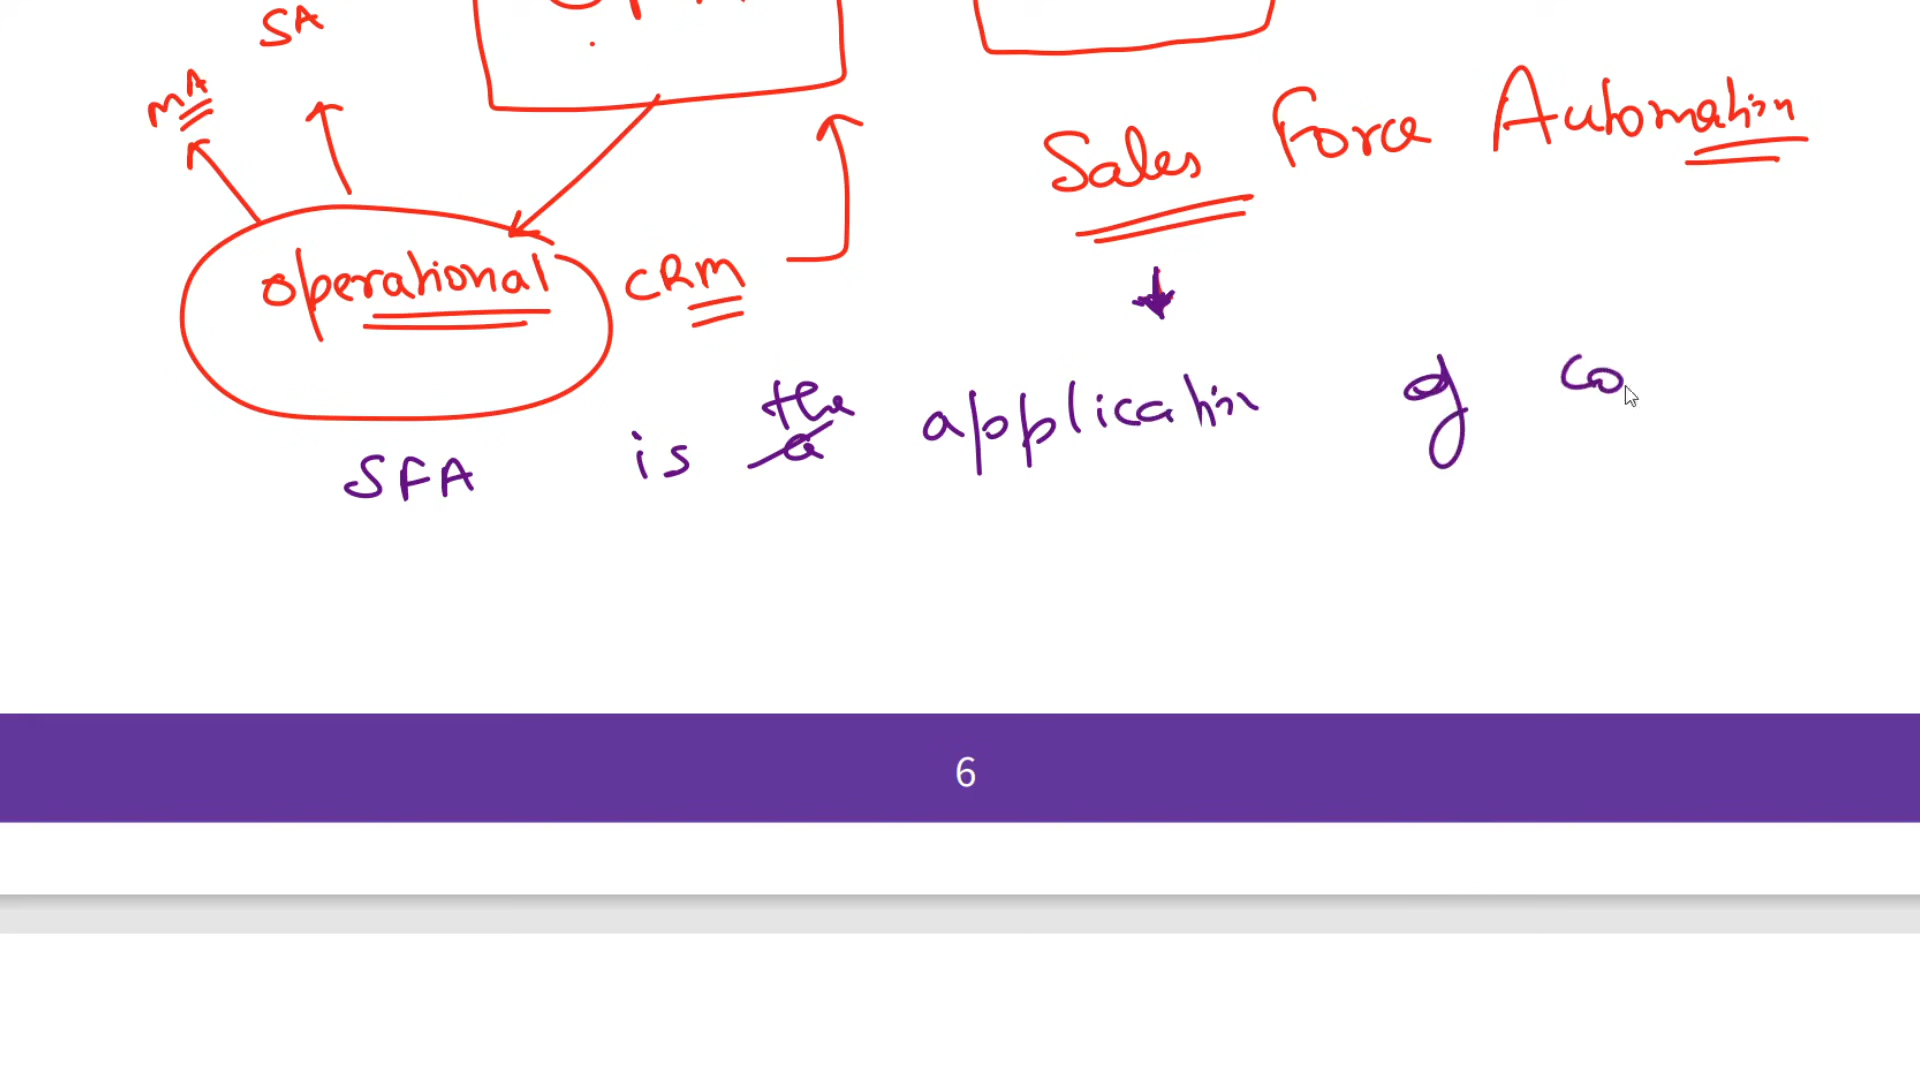 SA
MA
Sales Force Automation
operational CRM
SFA is the a application of co
6